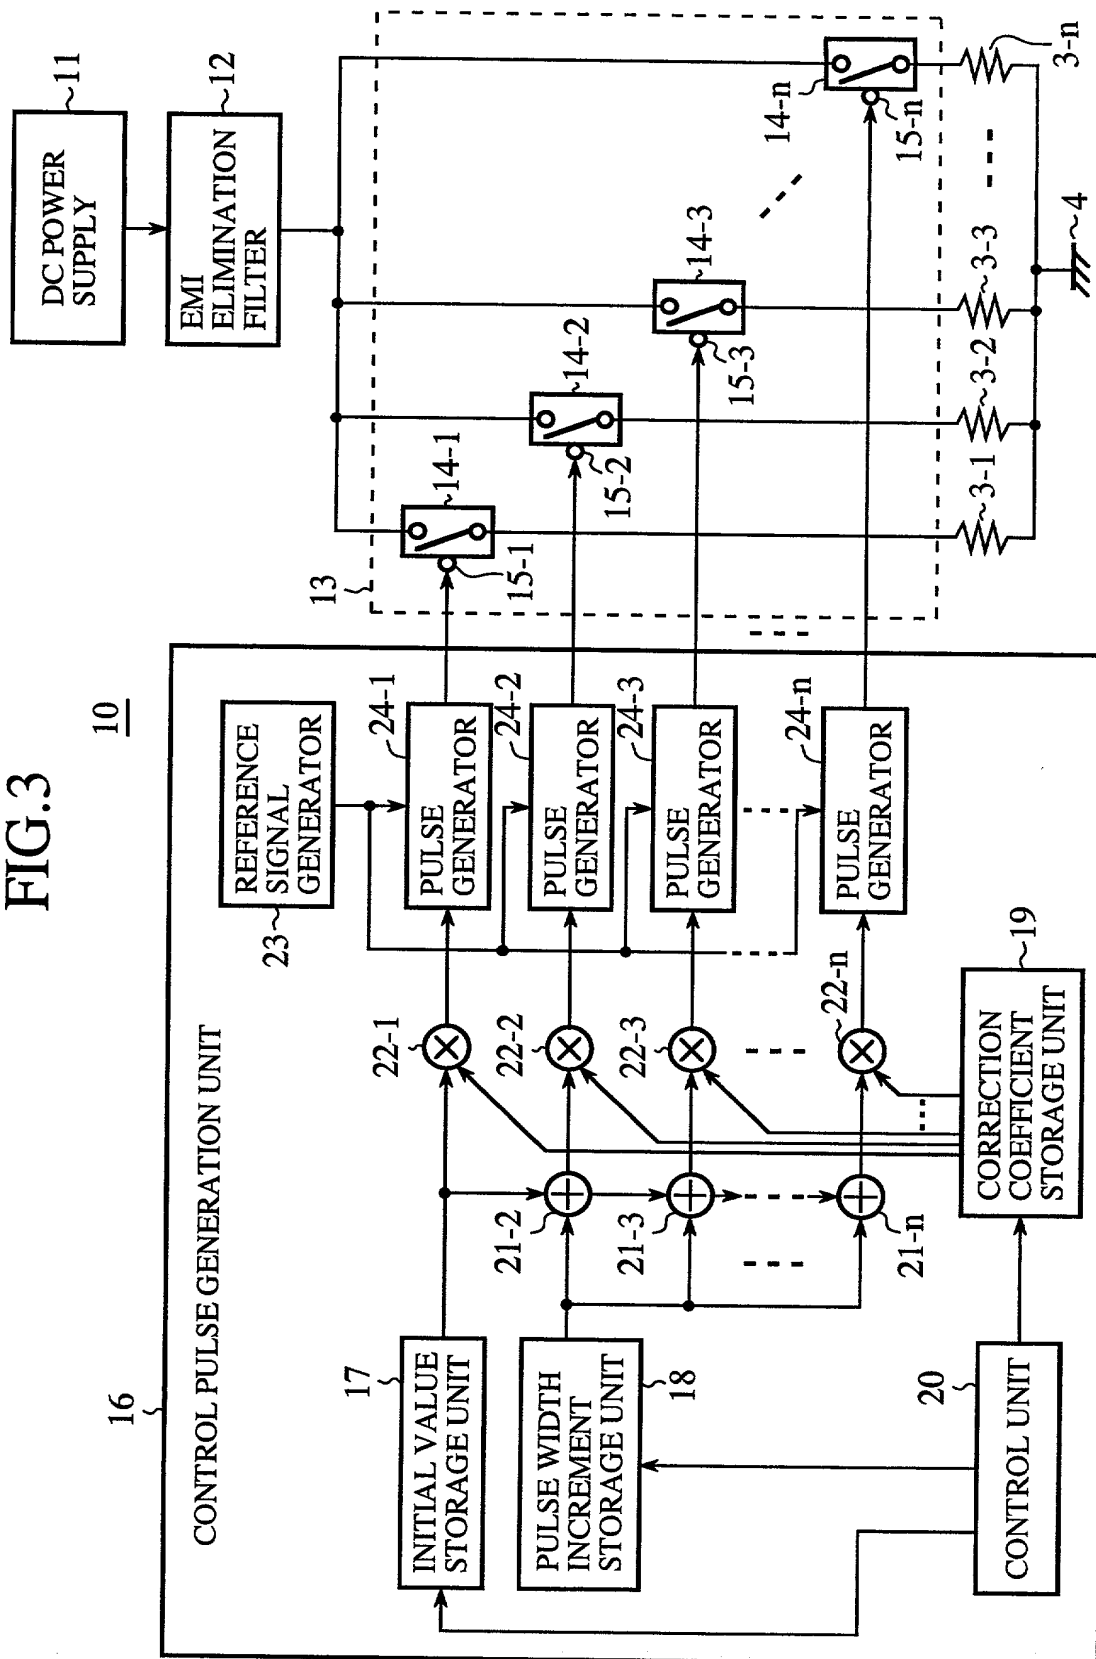 FIG.3
10
16
CONTROL PULSE GENERATION UNIT
17
INITIAL VALUE
STORAGE UNIT
PULSE WIDTH
INCREMENT
STORAGE UNIT
18
20
CONTROL UNIT
21-2
21-3
21-n
22-1
22-2
22-3
22-n
CORRECTION
COEFFICIENT
STORAGE UNIT
19
REFERENCE
SIGNAL
GENERATOR
23
24-1
PULSE
GENERATOR
24-2
PULSE
GENERATOR
24-3
PULSE
GENERATOR
24-n
PULSE
GENERATOR
DC POWER
SUPPLY
11
EMI
ELIMINATION
FILTER
12
13
14-1
15-1
14-2
15-2
14-3
15-3
14-n
15-n
3-1
3-2
3-3
3-n
4